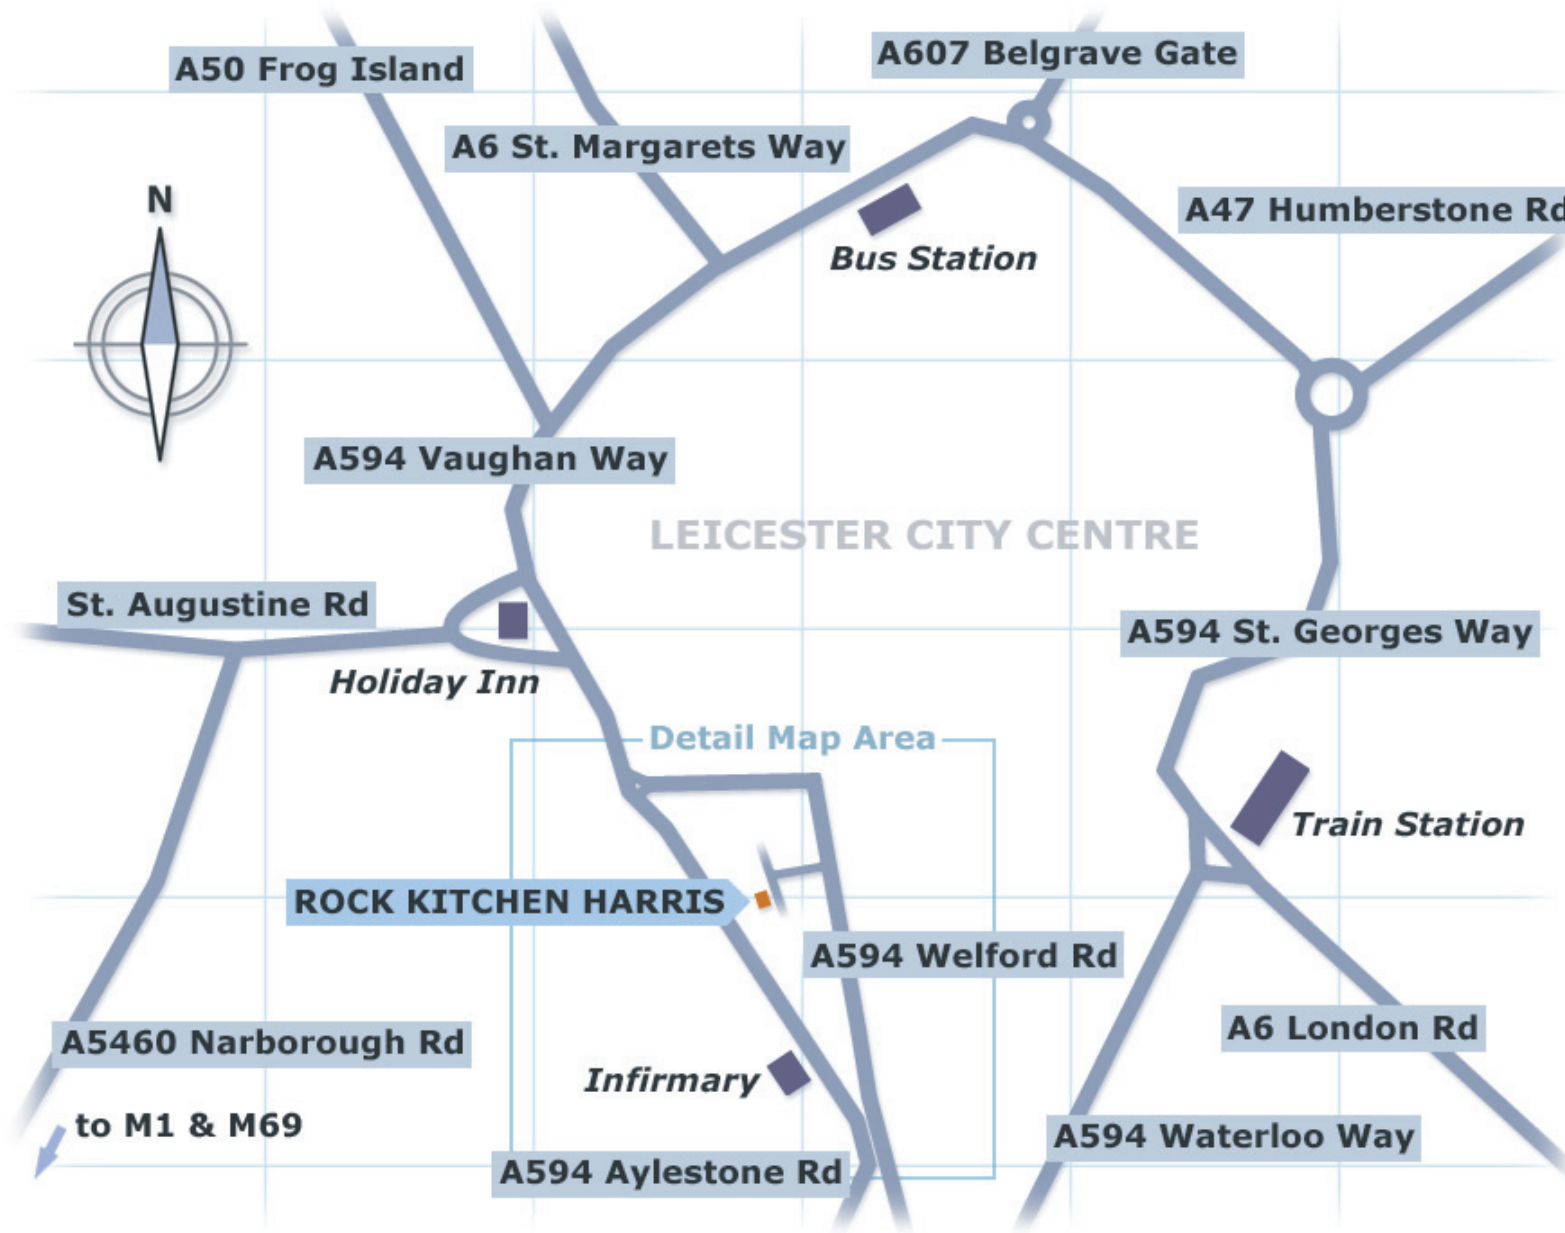 A50 Frog Island
A607 Belgrave Gate
A6 St. Margarets Way
N
A47 Humberstone Rd
Bus Station
A594 Vaughan Way
LEICESTER CITY CENTRE
St. Augustine Rd
A594 St. Georges Way
Holiday Inn
Detail Map Area
Train Station
ROCK KITCHEN HARRIS
A594 Welford Rd
A6 London Rd
A5460 Narborough Rd
Infirmary
to M1 & M69
A594 Waterloo Way
A594 Aylestone Rd